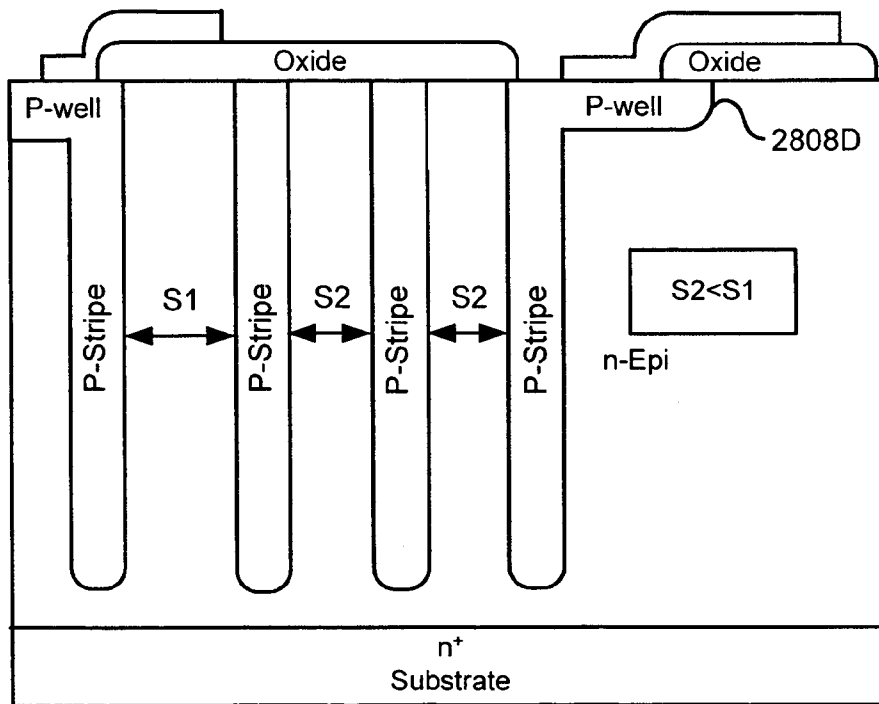 Oxide
Oxide
P-well
P-well
2808D
P-Stripe
S1
P-Stripe
S2
P-Stripe
S2
P-Stripe
S2<S1
n-Epi
n+
Substrate